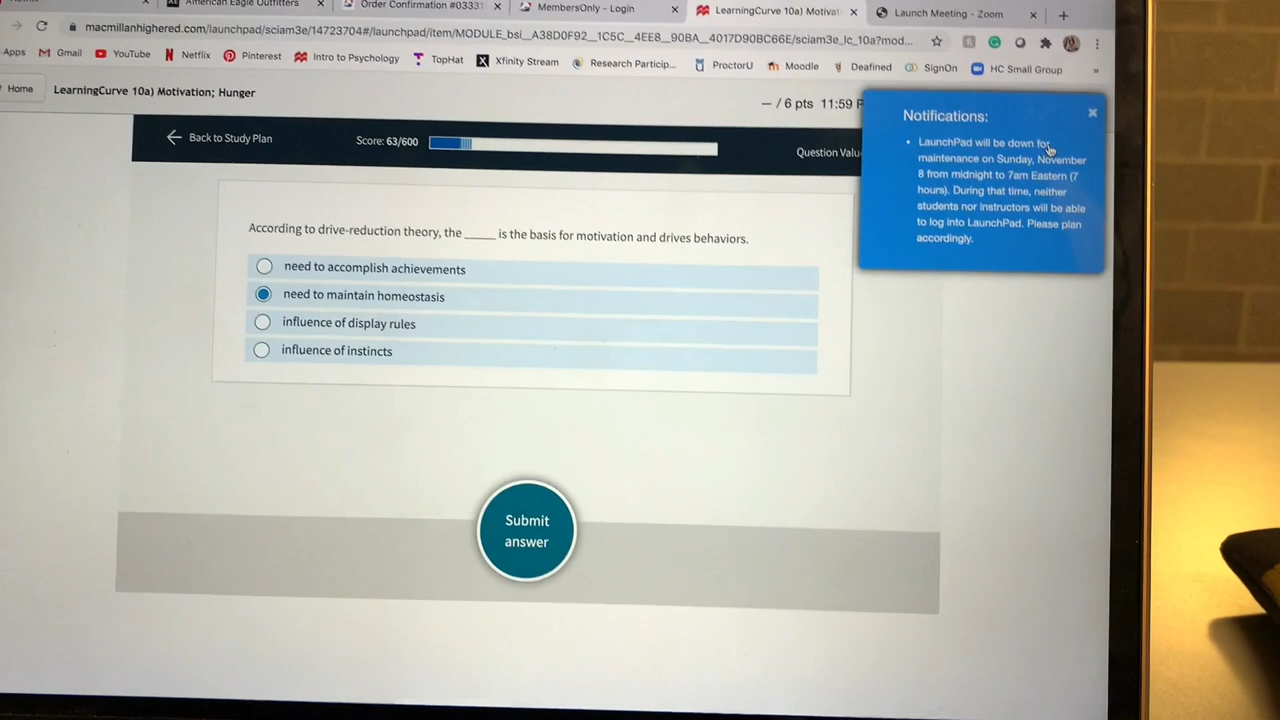 American Eagle Outfitters
Order Confirmation #03331
MembersOnly - Login
LearningCurve 10a) Motivat
Launch Meeting - Zoom
macmillanhighered.com/launchpad/sciam3e/14723704#/launchpad/item/MODULE_bsi__A38D0F92__1C5C__4EE8__90BA__4017D90BC66E/sciam3e_lc_10a?mod...
Apps Gmail YouTube Netflix Pinterest Intro to Psychology TopHat Xfinity Stream Research Particip... ProctorU Moodle Deafined SignOn HC Small Group »
Home LearningCurve 10a) Motivation; Hunger
— / 6 pts 11:59 P
Back to Study Plan Score: 63/600
Question Valu
Notifications:
• LaunchPad will be down for
maintenance on Sunday, November
8 from midnight to 7am Eastern (7
hours). During that time, neither
students nor instructors will be able
to log into LaunchPad. Please plan
accordingly.
According to drive-reduction theory, the _____ is the basis for motivation and drives behaviors.
need to accomplish achievements
need to maintain homeostasis
influence of display rules
influence of instincts
Submit
answer